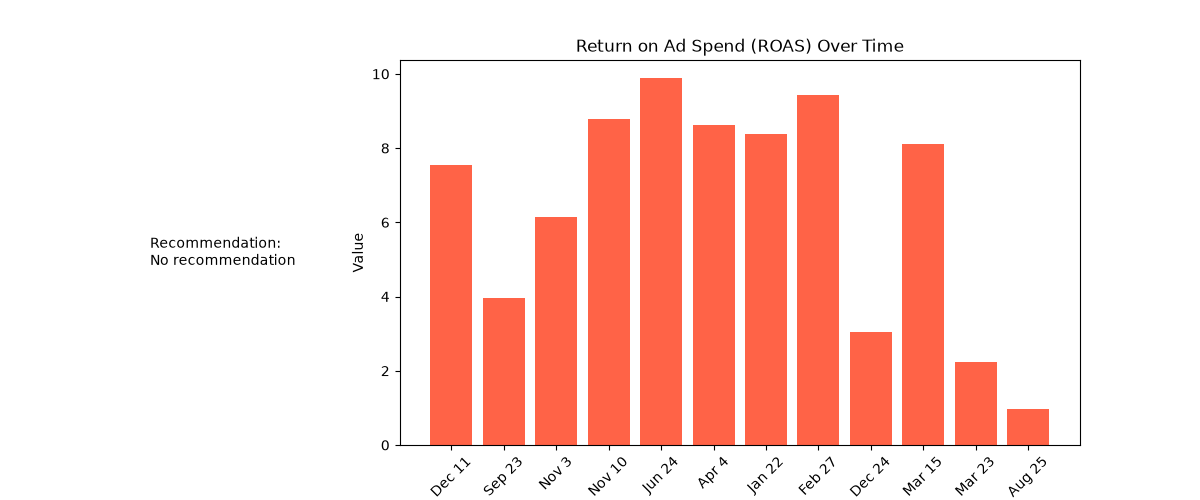 Return on Ad Spend (ROAS) Over Time
Recommendation:
No recommendation
Value
10
8
6
4
2
0
Dec 11
Sep 23
Nov 3
Nov 10
Jun 24
Apr 4
Jan 22
Feb 27
Dec 24
Mar 15
Mar 23
Aug 25